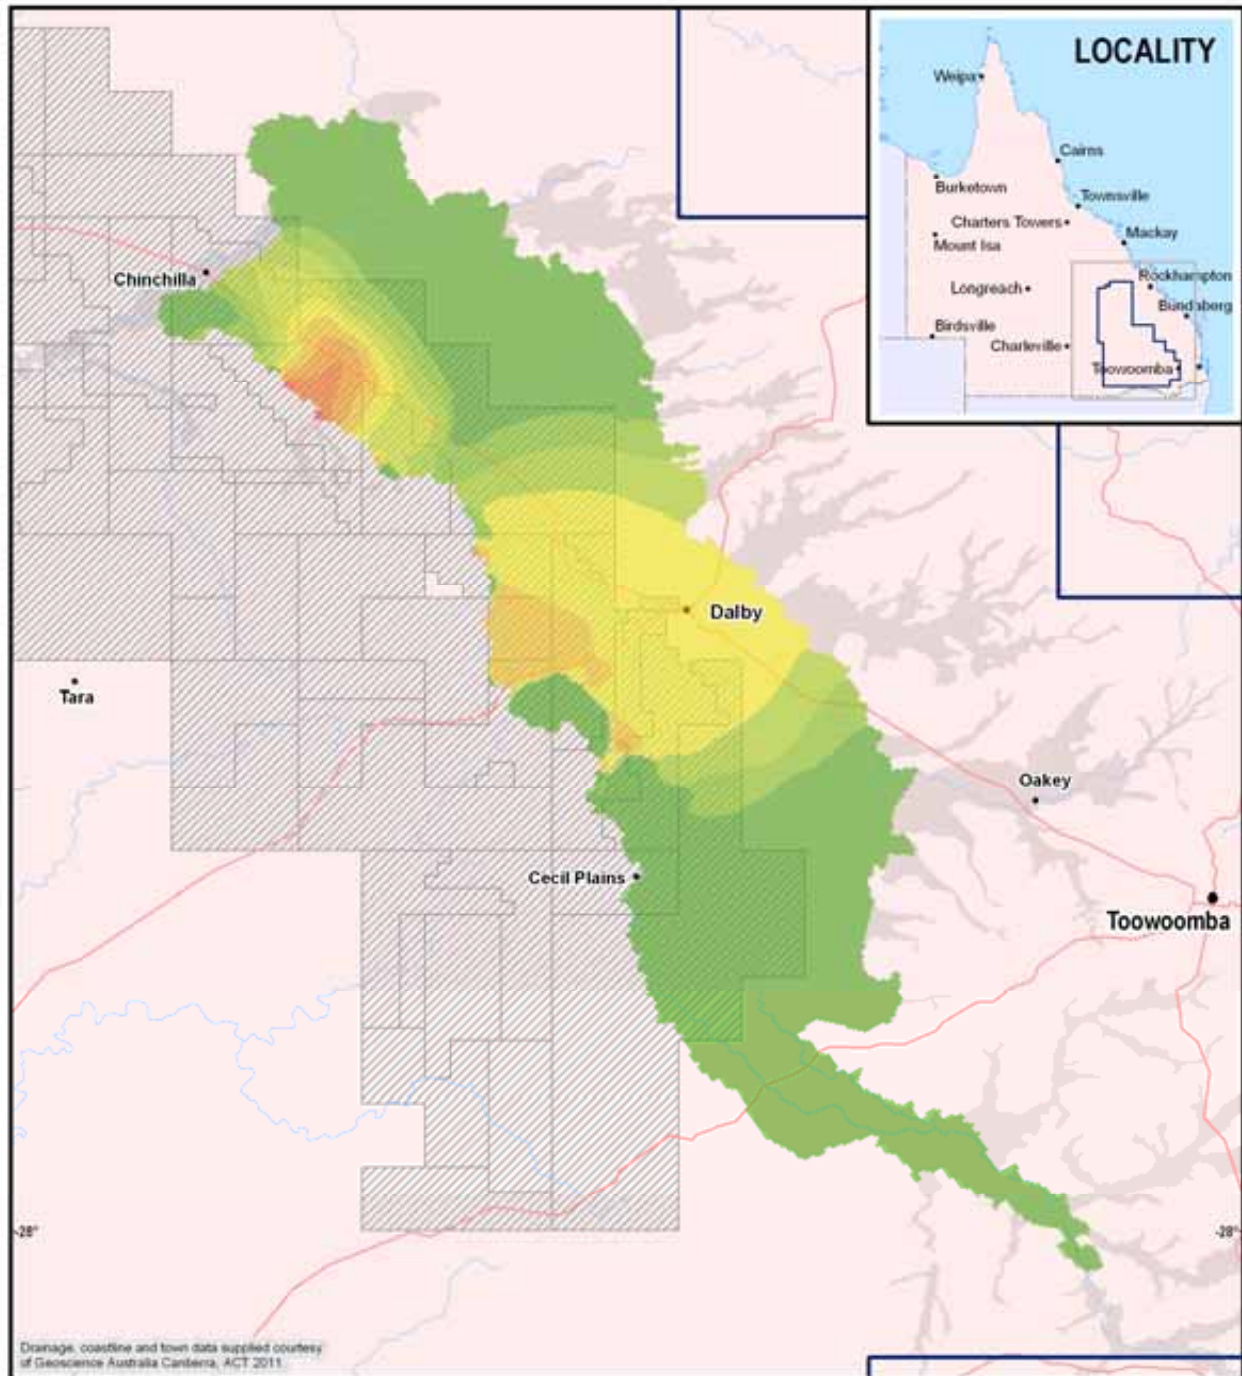 LOCALITY
Weipa
Cairns
Burketown
Townsville
Charters Towers
Mount Isa
Mackay
Rockhampton
Longreach
Bundaberg
Birdsville
Charleville
Toowoomba
Chinchilla
Dalby
Tara
Oakey
Cecil Plains
Toowoomba
-28°
-28°
Drainage, coastline and town data supplied courtesy
of Geoscience Australia Canberra, ACT 2011